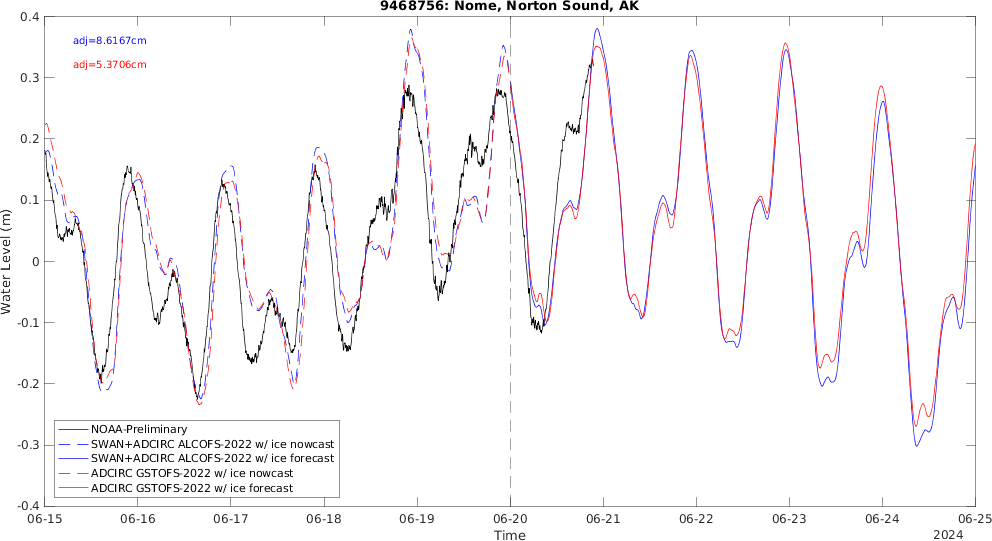 9468756: Nome, Norton Sound, AK
adj=8.6167cm
adj=5.3706cm
Water Level (m)
0.4
0.3
0.2
0.1
0
-0.1
-0.2
-0.3
-0.4
NOAA-Preliminary
SWAN+ADCIRC ALCOFS-2022 w/ ice nowcast
SWAN+ADCIRC ALCOFS-2022 w/ ice forecast
ADCIRC GSTOFS-2022 w/ ice nowcast
ADCIRC GSTOFS-2022 w/ ice forecast
06-15 06-16 06-17 06-18 06-19 06-20 06-21 06-22 06-23 06-24 06-25
Time
2024